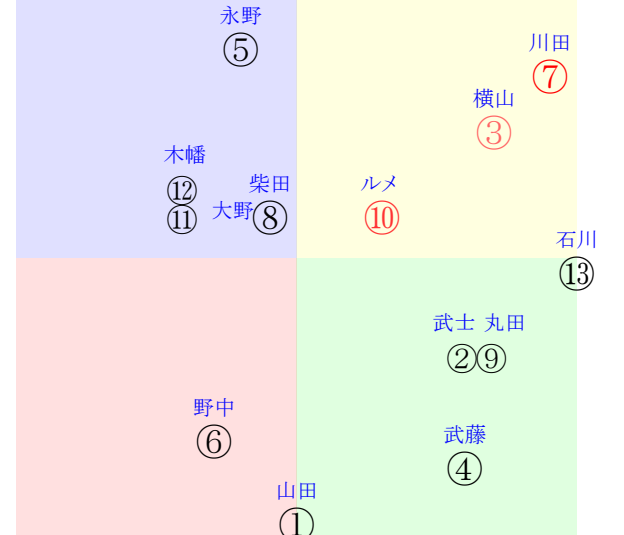 永野
⑤
川田
⑦
横山
③
木幡
⑫
⑪
大野
柴田
⑧
ルメ
⑩
石川
⑬
武士 丸田
②⑨
野中
⑥
武藤
④
山田
①